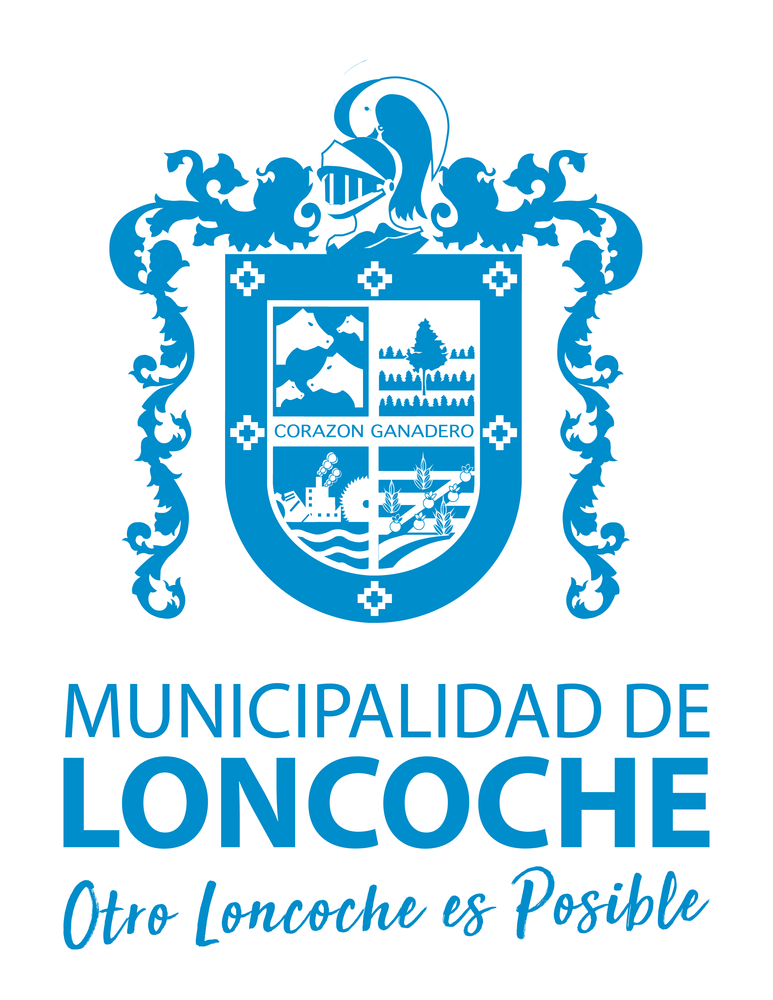 CORAZON GANADERO
MUNICIPALIDAD DE
LONCOCHE
Otro Loncoche es Posible